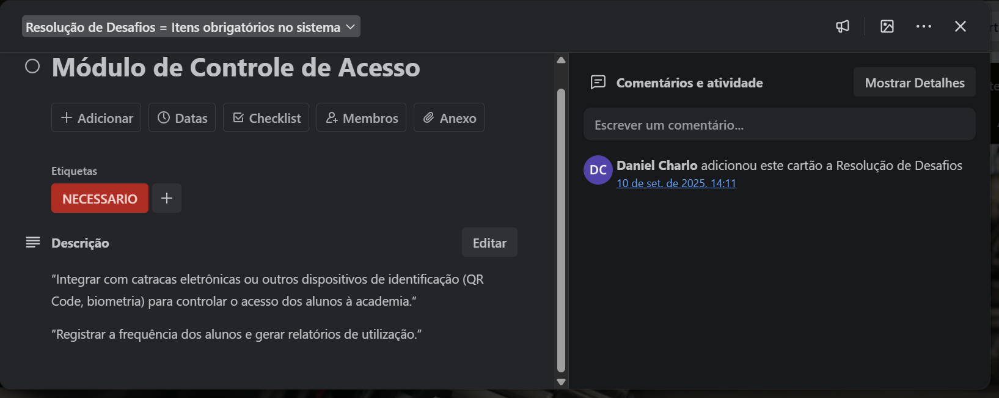 Resolução de Desafios = Itens obrigatórios no sistema
Módulo de Controle de Acesso
Adicionar
Datas
Checklist
Membros
Anexo
Etiquetas
NECESSARIO
Descrição
Editar
“Integrar com catracas eletrônicas ou outros dispositivos de identificação (QR
Code, biometria) para controlar o acesso dos alunos à academia.”
“Registrar a frequência dos alunos e gerar relatórios de utilização.”
Comentários e atividade
Mostrar Detalhes
Escrever um comentário...
DC
Daniel Charlo adicionou este cartão a Resolução de Desafios
10 de set. de 2025, 14:11